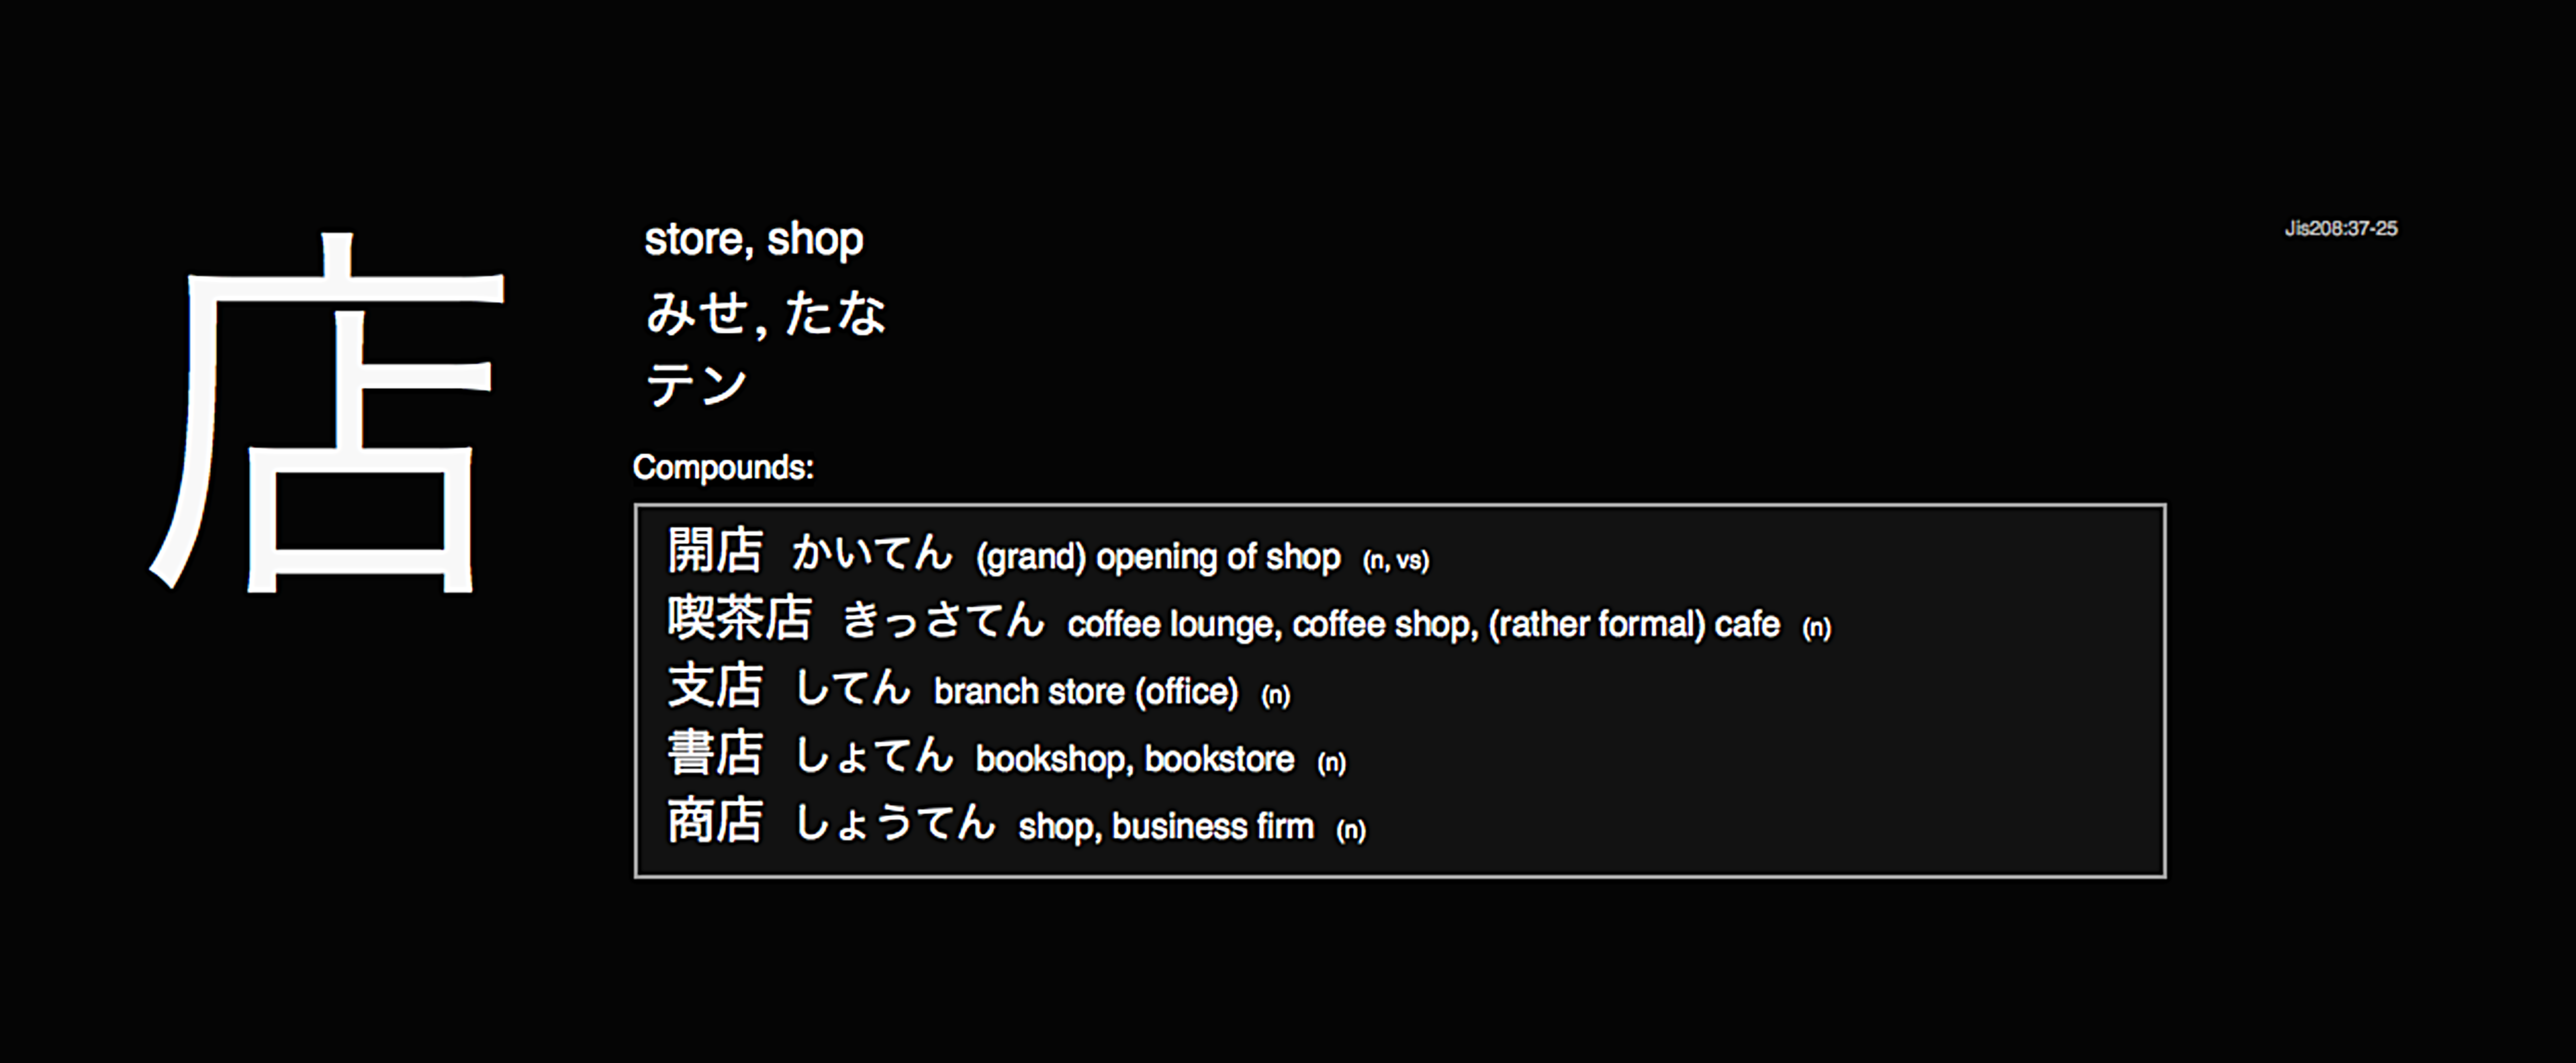 店
store, shop
みせ, たな
テン
Jis208:37-25
Compounds:
開店 かいてん (grand) opening of shop (n, vs)
喫茶店 きっさてん coffee lounge, coffee shop, (rather formal) cafe (n)
支店 してん branch store (office) (n)
書店 しょてん bookshop, bookstore (n)
商店 しょうてん shop, business firm (n)